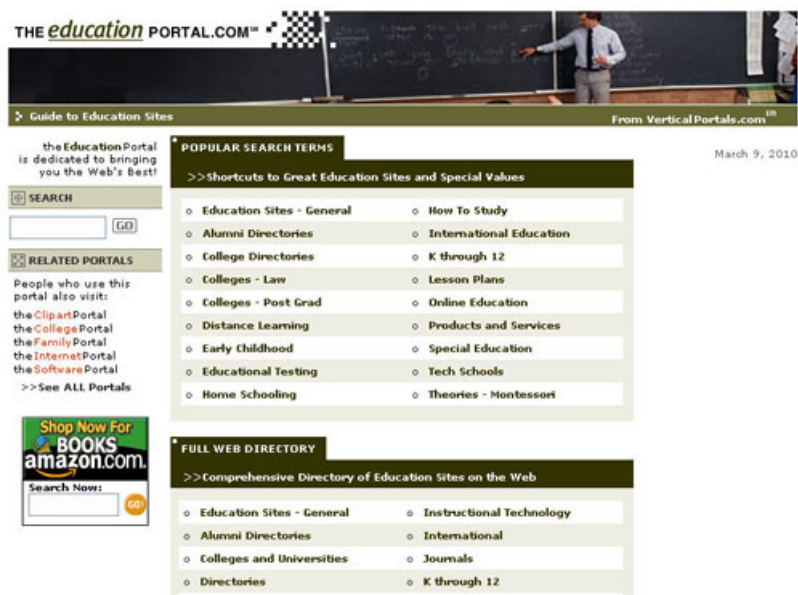 THE education PORTAL.COM℠
Guide to Education Sites
From VerticalPortals.com℠
March 9, 2010
the Education Portal
is dedicated to bringing
you the Web's Best!
SEARCH
GO
RELATED PORTALS
People who use this
portal also visit:
the Clipart Portal
the College Portal
the Family Portal
the Internet Portal
the Software Portal
>>See ALL Portals
Shop Now For
BOOKS
amazon.com.
Search Now:
GO!
POPULAR SEARCH TERMS
>>Shortcuts to Great Education Sites and Special Values
Education Sites - General
Alumni Directories
College Directories
Colleges - Law
Colleges - Post Grad
Distance Learning
Early Childhood
Educational Testing
Home Schooling
How To Study
International Education
K through 12
Lesson Plans
Online Education
Products and Services
Special Education
Tech Schools
Theories - Montessori
FULL WEB DIRECTORY
>>Comprehensive Directory of Education Sites on the Web
Education Sites - General
Alumni Directories
Colleges and Universities
Directories
Instructional Technology
International
Journals
K through 12